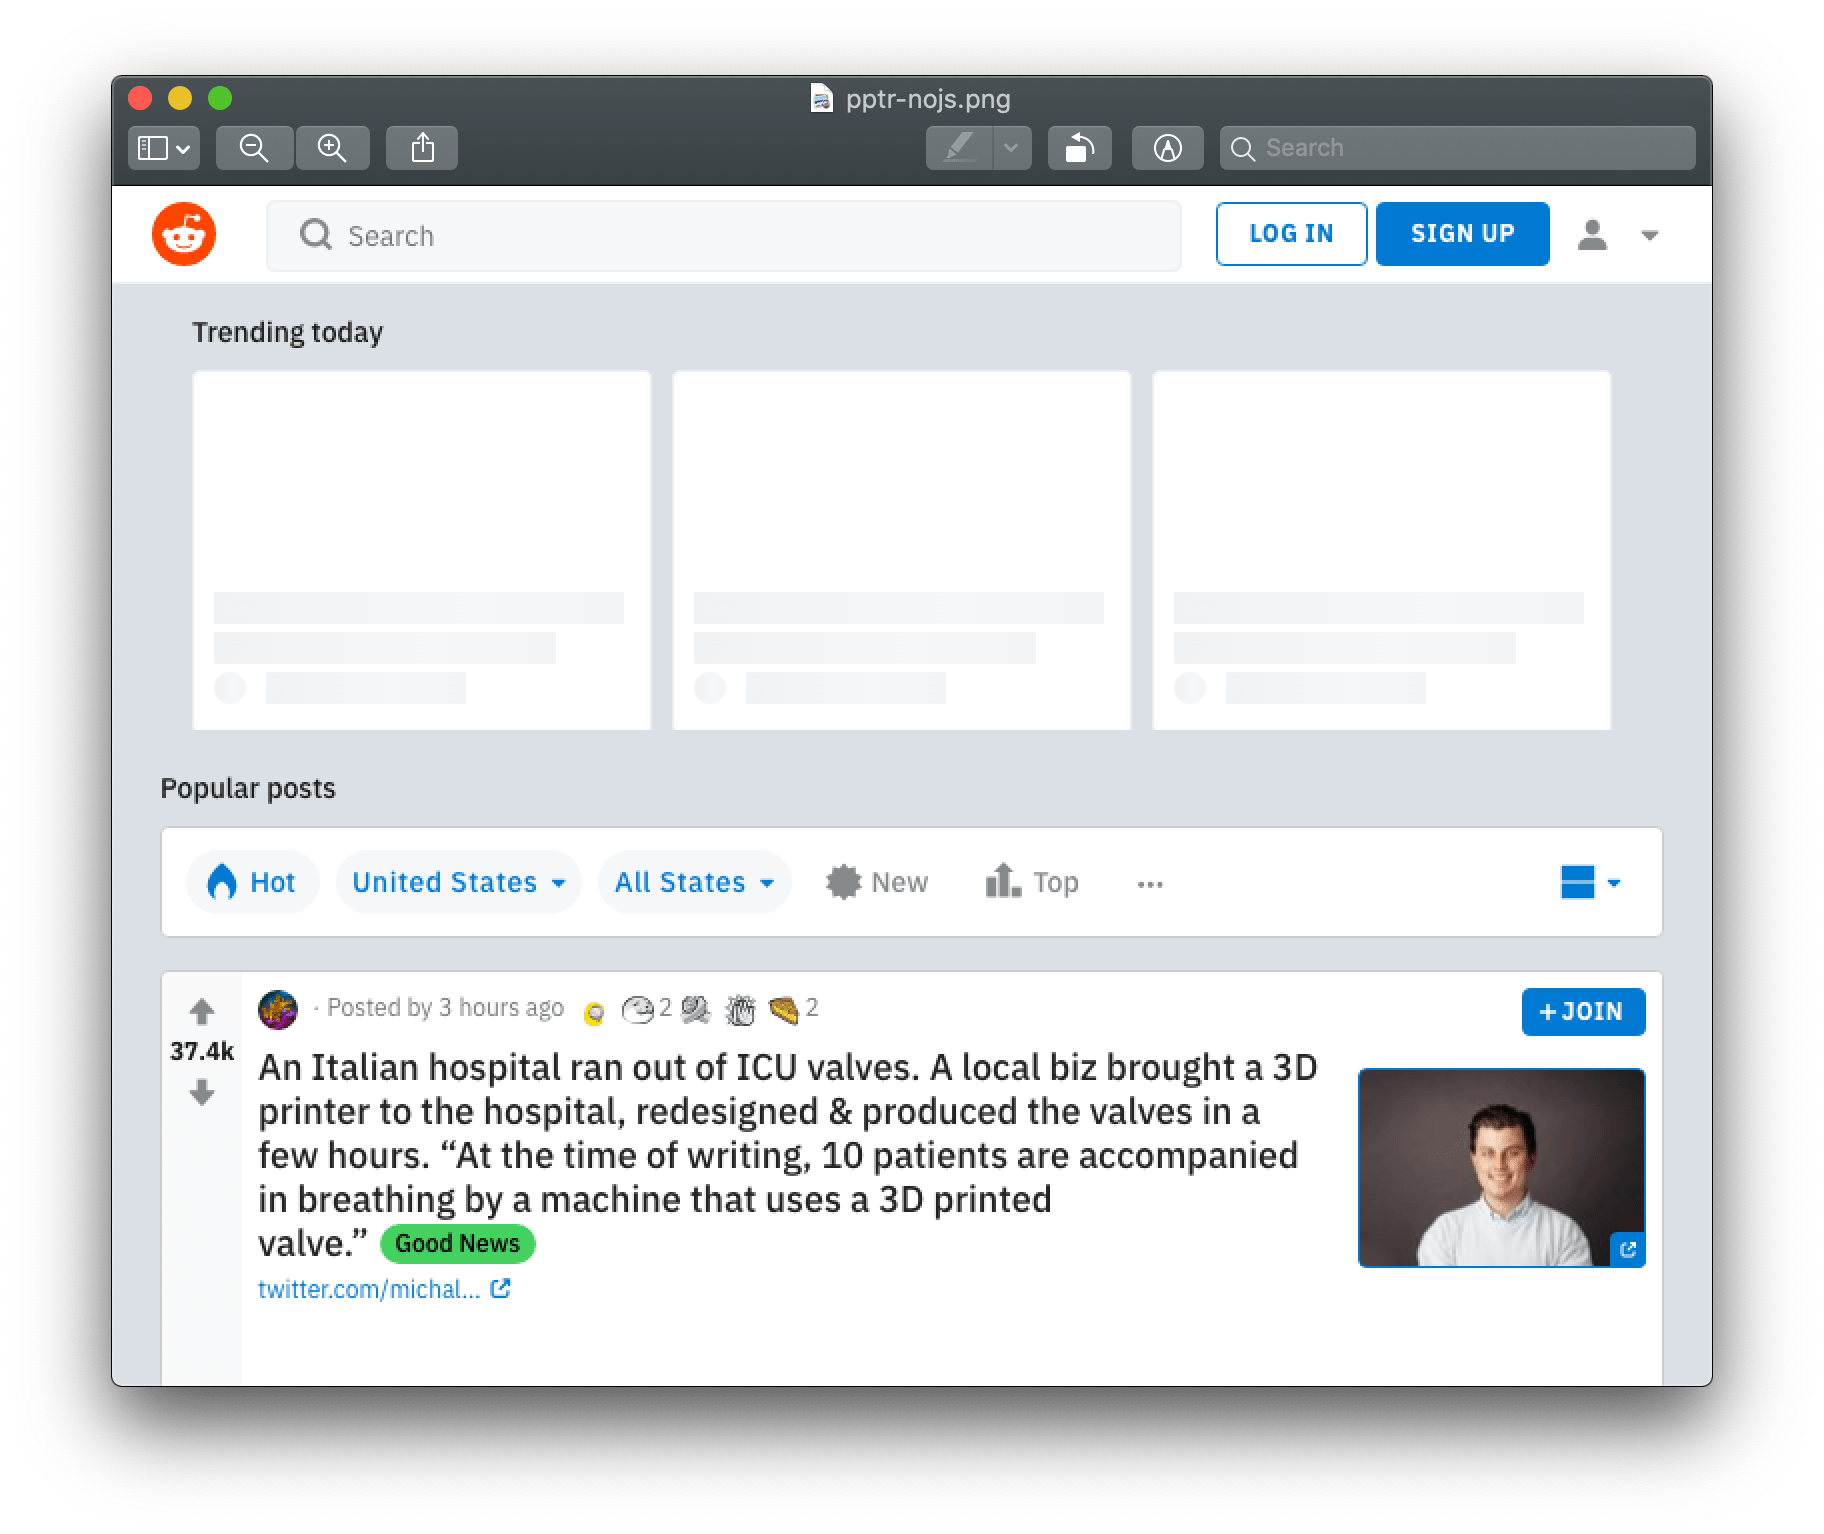 pptr-nojs.png
Search
Search
LOG IN
SIGN UP
Trending today
Popular posts
Hot
United States
All States
New
Top
· Posted by 3 hours ago
2
2
+ JOIN
37.4k
An Italian hospital ran out of ICU valves. A local biz brought a 3D
printer to the hospital, redesigned & produced the valves in a
few hours. “At the time of writing, 10 patients are accompanied
in breathing by a machine that uses a 3D printed
valve.” Good News
twitter.com/michal...